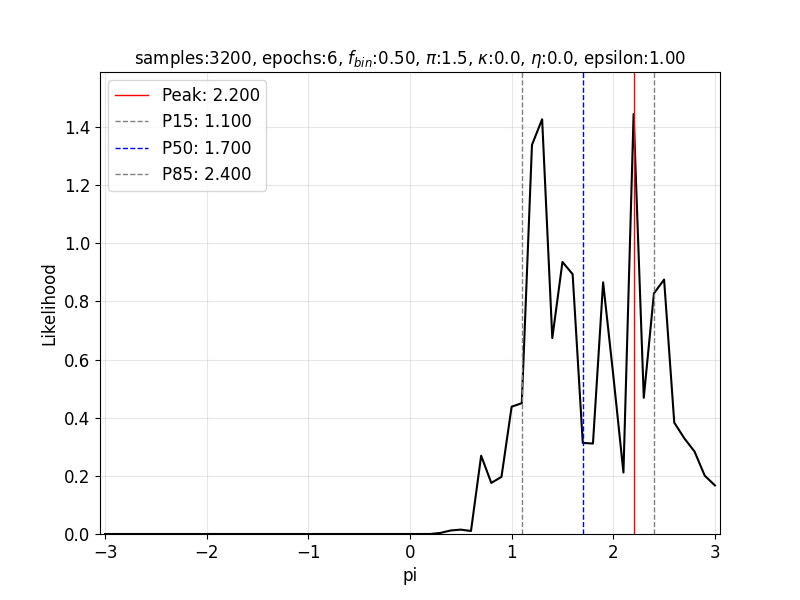 samples:3200, epochs:6, f_bin:0.50, π:1.5, κ:0.0, η:0.0, epsilon:1.00
Peak: 2.200
P15: 1.100
P50: 1.700
P85: 2.400
1.4
1.2
1.0
0.8
0.6
0.4
0.2
0.0
Likelihood
−3 −2 −1 0 1 2 3
pi